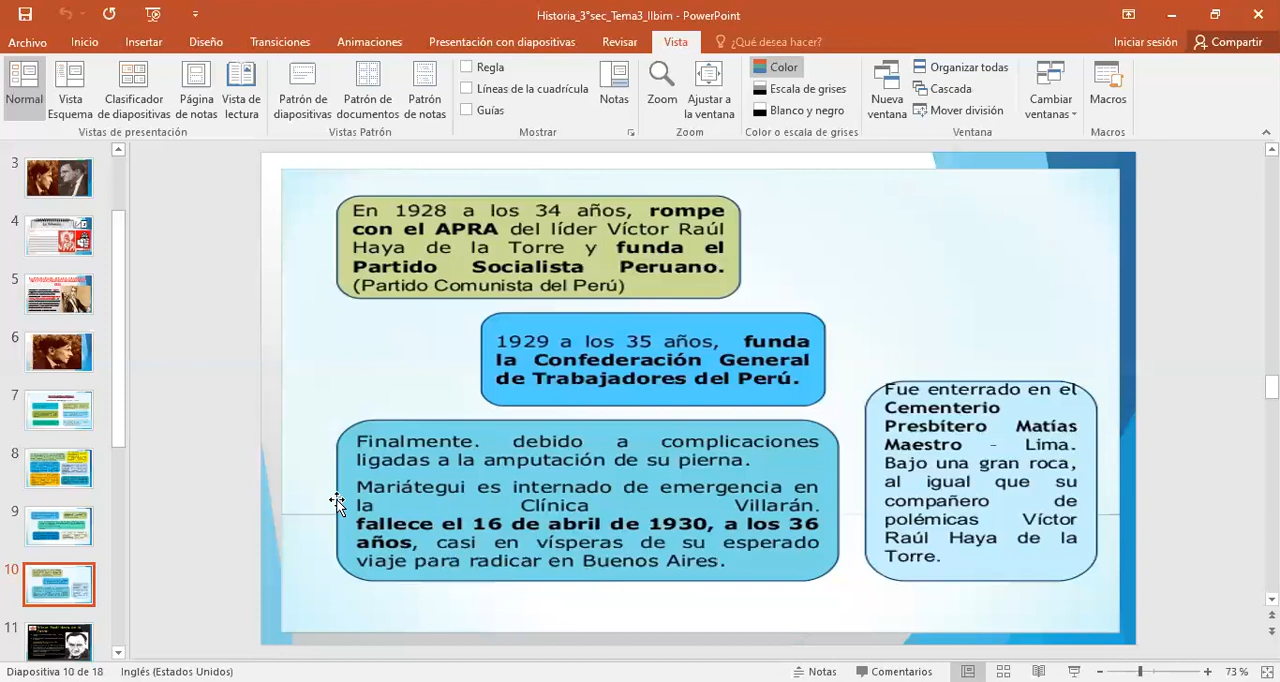 Historia_3°sec_Tema3_IIbim - PowerPoint
Archivo Inicio Insertar Diseño Transiciones Animaciones Presentación con diapositivas Revisar Vista ¿Qué desea hacer? Iniciar sesión Compartir
Normal
Vista Esquema
Clasificador de diapositivas
Página de notas
Vista de lectura
Vistas de presentación
Patrón de diapositivas
Patrón de documentos
Patrón de notas
Vistas Patrón
Regla
Líneas de la cuadrícula
Guías
Mostrar
Notas
Zoom
Ajustar a la ventana
Zoom
Color
Escala de grises
Blanco y negro
Color o escala de grises
Nueva ventana
Organizar todas
Cascada
Mover división
Cambiar ventanas
Ventana
Macros
Macros
3
4
5
6
7
8
9
10
11
En 1928 a los 34 años, rompe
con el APRA del líder Víctor Raúl
Haya de la Torre y funda el
Partido Socialista Peruano.
(Partido Comunista del Perú)
1929 a los 35 años, funda
la Confederación General
de Trabajadores del Perú.
Finalmente. debido a complicaciones
ligadas a la amputación de su pierna.
Mariátegui es internado de emergencia en
la Clínica Villarán.
fallece el 16 de abril de 1930, a los 36
años, casi en vísperas de su esperado
viaje para radicar en Buenos Aires.
Fue enterrado en el
Cementerio
Presbítero Matías
Maestro - Lima.
Bajo una gran roca,
al igual que su
compañero de
polémicas Víctor
Raúl Haya de la
Torre.
Diapositiva 10 de 18 Inglés (Estados Unidos) Notas Comentarios 73 %